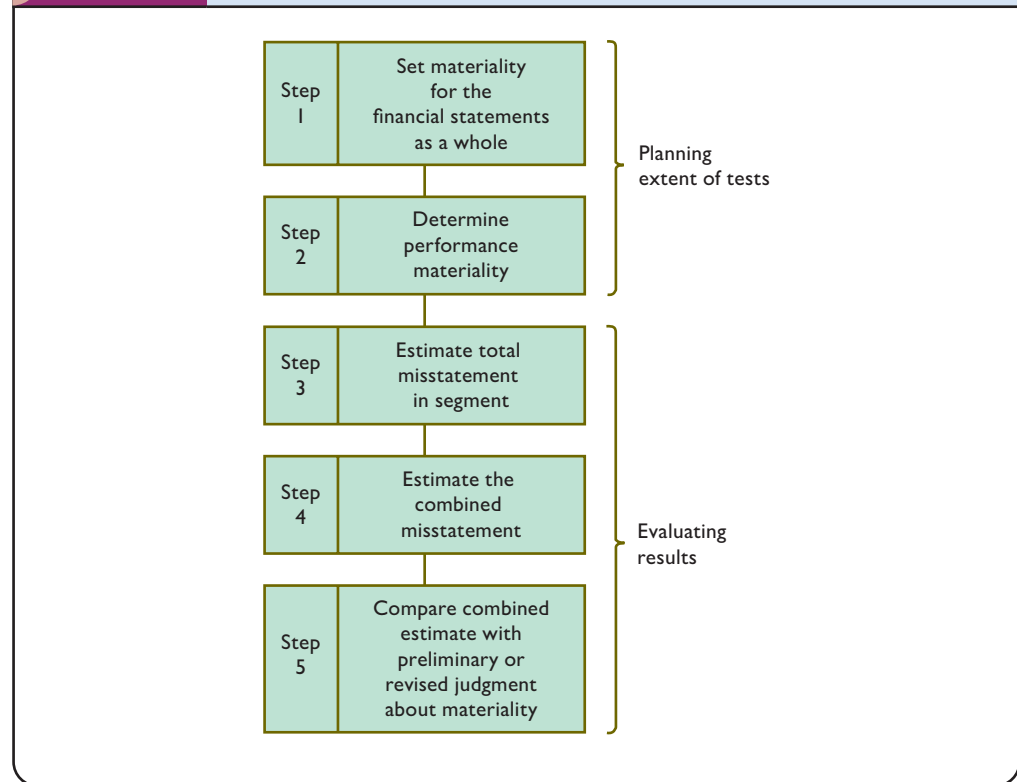 Step
1
Set materiality
for the
financial statements
as a whole
Planning
extent of tests
Step
2
Determine
performance
materiality
Step
3
Estimate total
misstatement
in segment
Step
4
Estimate the
combined
misstatement
Evaluating
results
Step
5
Compare combined
estimate with
preliminary or
revised judgment
about materiality